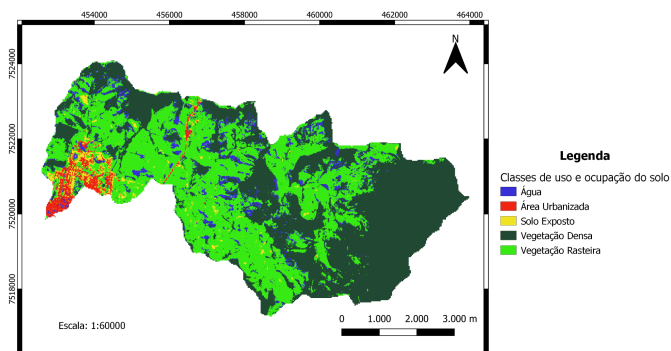 454000 456000 458000 460000 462000 464000
N
7524000
7522000
7520000
7518000
Legenda
Classes de uso e ocupação do solo
Água
Área Urbanizada
Solo Exposto
Vegetação Densa
Vegetação Rasteira
Escala: 1:60000
0 1.000 2.000 3.000 m